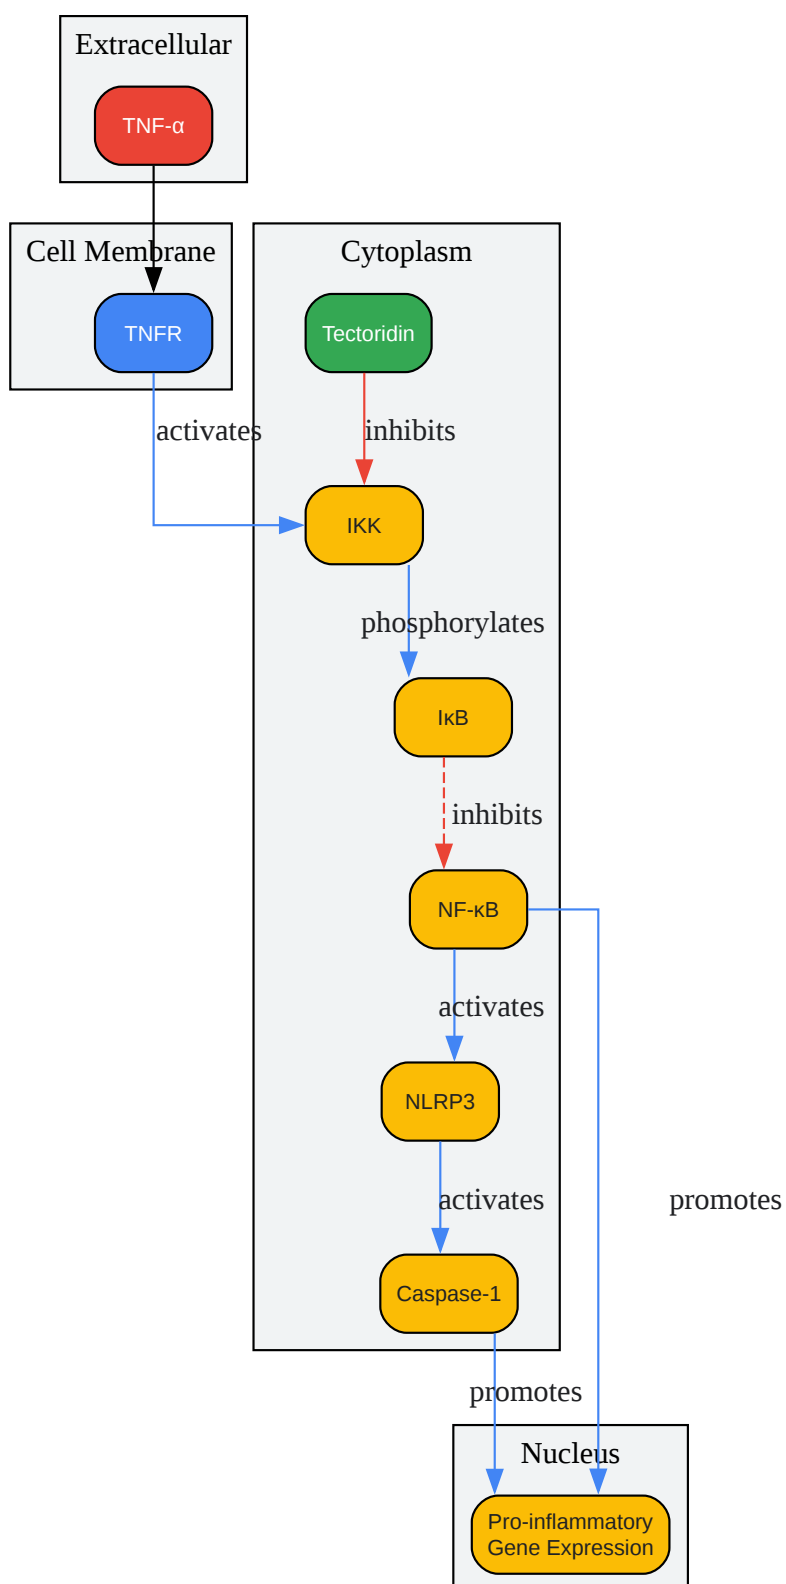 Extracellular
TNF-α
Cell Membrane
TNFR
Cytoplasm
Tectoridin
activates
inhibits
IKK
phosphorylates
IκB
inhibits
NF-κB
activates
NLRP3
activates
promotes
Caspase-1
promotes
Nucleus
Pro-inflammatory
Gene Expression